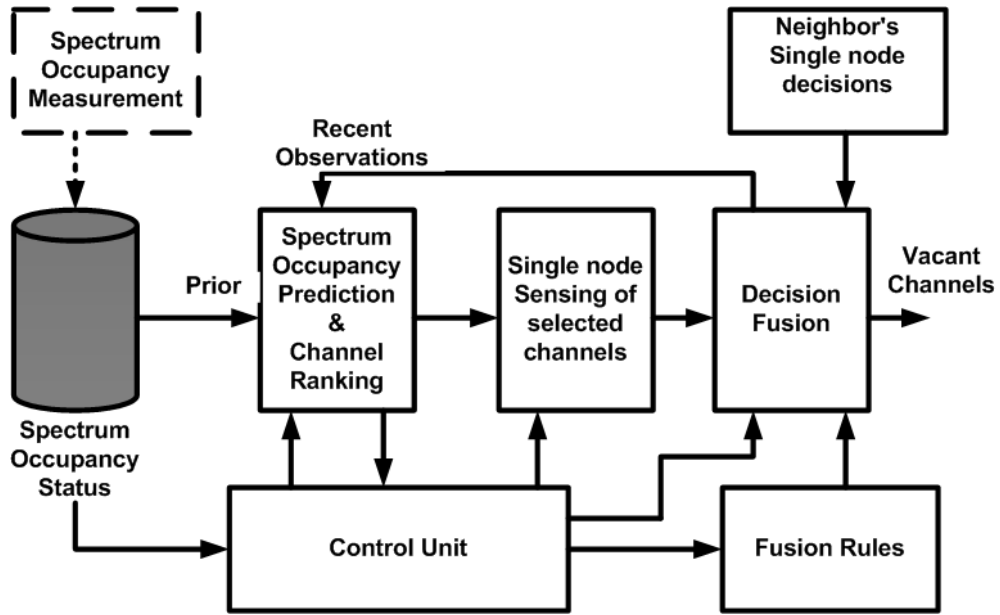 Spectrum
Occupancy
Measurement
Neighbor's
Single node
decisions
Recent
Observations
Prior
Spectrum
Occupancy
Prediction
&
Channel
Ranking
Single node
Sensing of
selected
channels
Decision
Fusion
Vacant
Channels
Spectrum
Occupancy
Status
Control Unit
Fusion Rules